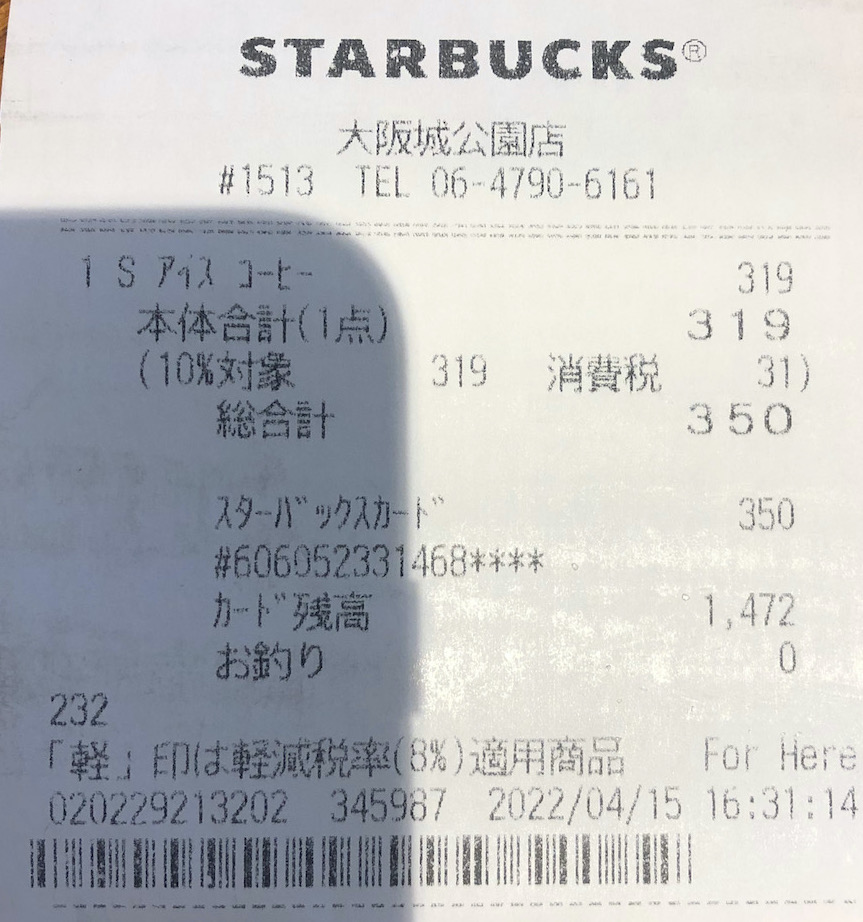 STARBUCKS®
大阪城公園店
#1513 TEL 06-4790-6161
1 S アイス コーヒー 319
本体合計(1点) 319
(10%対象 319 消費税 31)
総合計 350
スターバックスカード 350
#606052331468****
カード残高 1,472
お釣り 0
232
「軽」印は軽減税率(8%)適用商品 For Here
020229213202 345987 2022/04/15 16:31:14